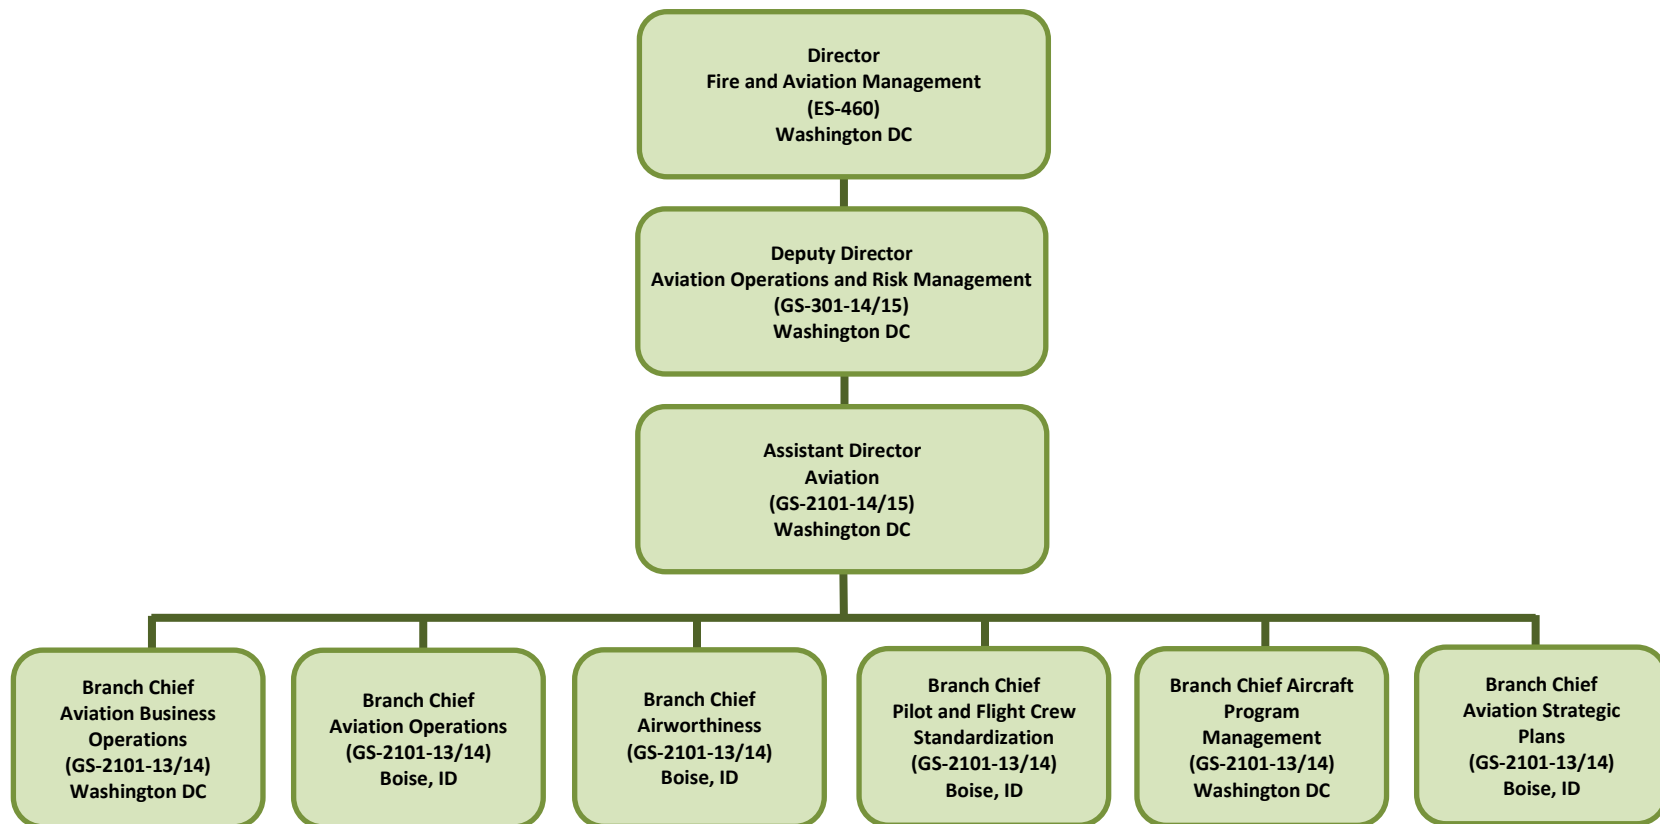 Director
Fire and Aviation Management
(ES-460)
Washington DC
Deputy Director
Aviation Operations and Risk Management
(GS-301-14/15)
Washington DC
Assistant Director
Aviation
(GS-2101-14/15)
Washington DC
Branch Chief
Aviation Business
Operations
(GS-2101-13/14)
Washington DC
Branch Chief
Aviation Operations
(GS-2101-13/14)
Boise, ID
Branch Chief
Airworthiness
(GS-2101-13/14)
Boise, ID
Branch Chief
Pilot and Flight Crew
Standardization
(GS-2101-13/14)
Boise, ID
Branch Chief Aircraft
Program
Management
(GS-2101-13/14)
Washington DC
Branch Chief
Aviation Strategic
Plans
(GS-2101-13/14)
Boise, ID